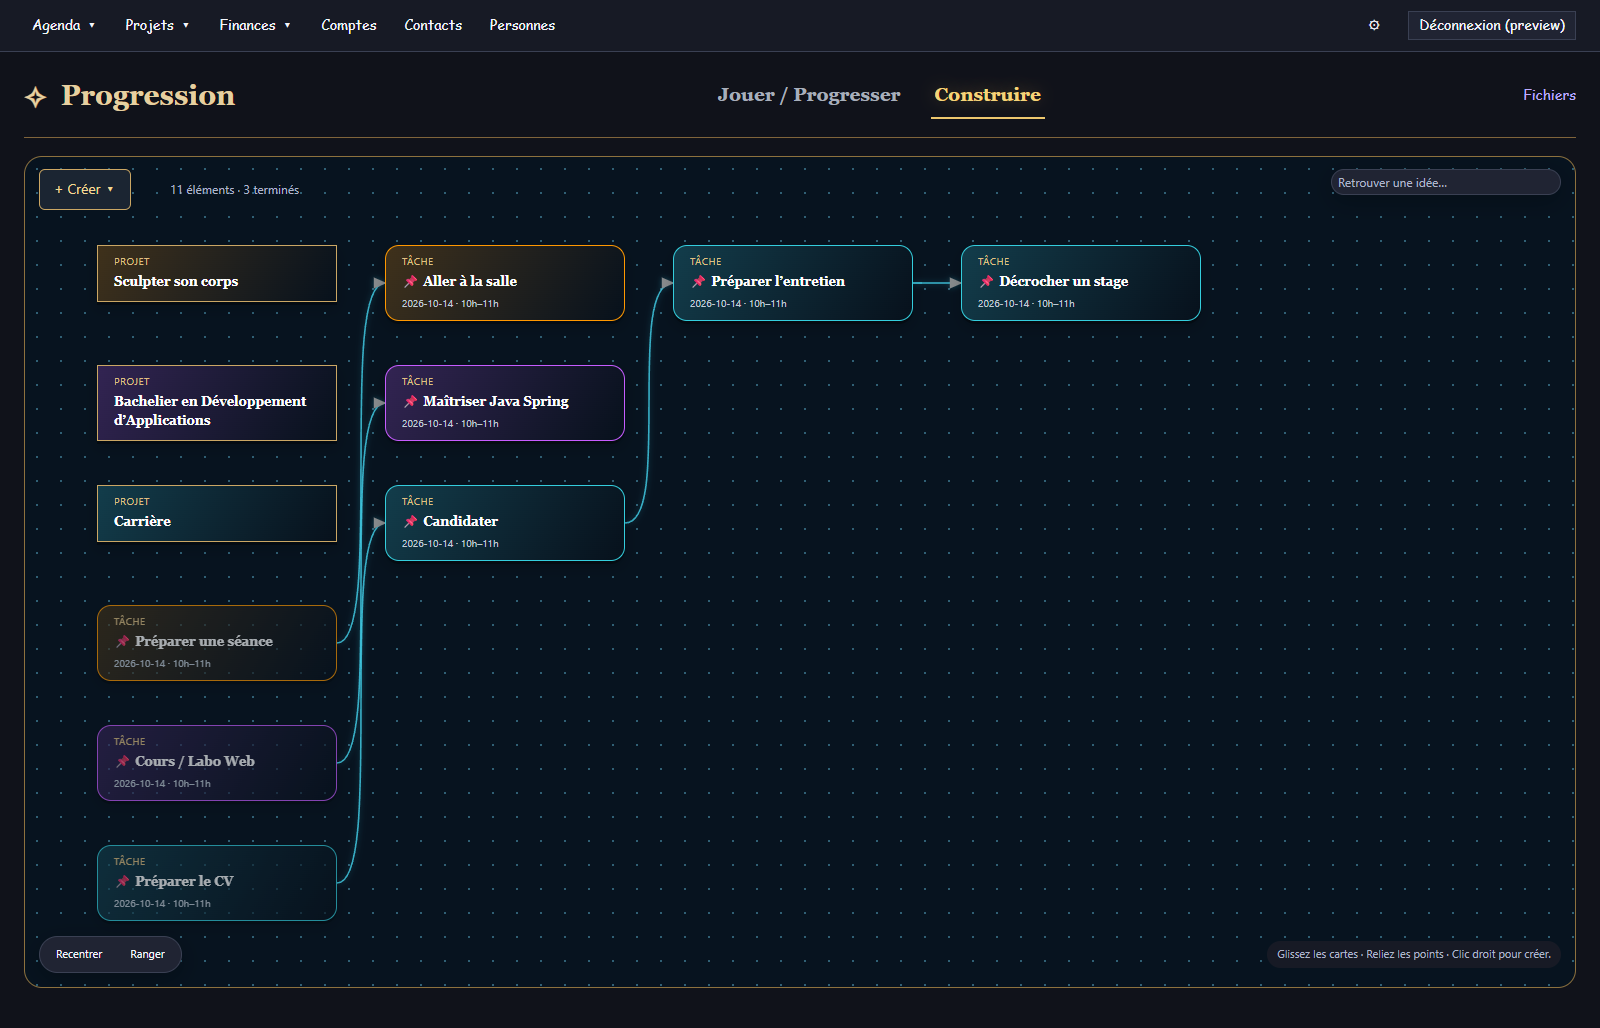 Agenda ▾ Projets ▾ Finances ▾ Comptes Contacts Personnes ⚙ Déconnexion (preview)
✧ Progression Jouer / Progresser Construire Fichiers
+ Créer ▾ 11 éléments · 3 terminés. Retrouver une idée...
PROJET
Sculpter son corps
TÂCHE
📌 Aller à la salle
2026-10-14 · 10h–11h
TÂCHE
📌 Préparer l’entretien
2026-10-14 · 10h–11h
TÂCHE
📌 Décrocher un stage
2026-10-14 · 10h–11h
PROJET
Bachelier en Développement
d’Applications
TÂCHE
📌 Maîtriser Java Spring
2026-10-14 · 10h–11h
PROJET
Carrière
TÂCHE
📌 Candidater
2026-10-14 · 10h–11h
TÂCHE
📌 Préparer une séance
2026-10-14 · 10h–11h
TÂCHE
📌 Cours / Labo Web
2026-10-14 · 10h–11h
TÂCHE
📌 Préparer le CV
2026-10-14 · 10h–11h
Recentrer Ranger
Glissez les cartes · Reliez les points · Clic droit pour créer.